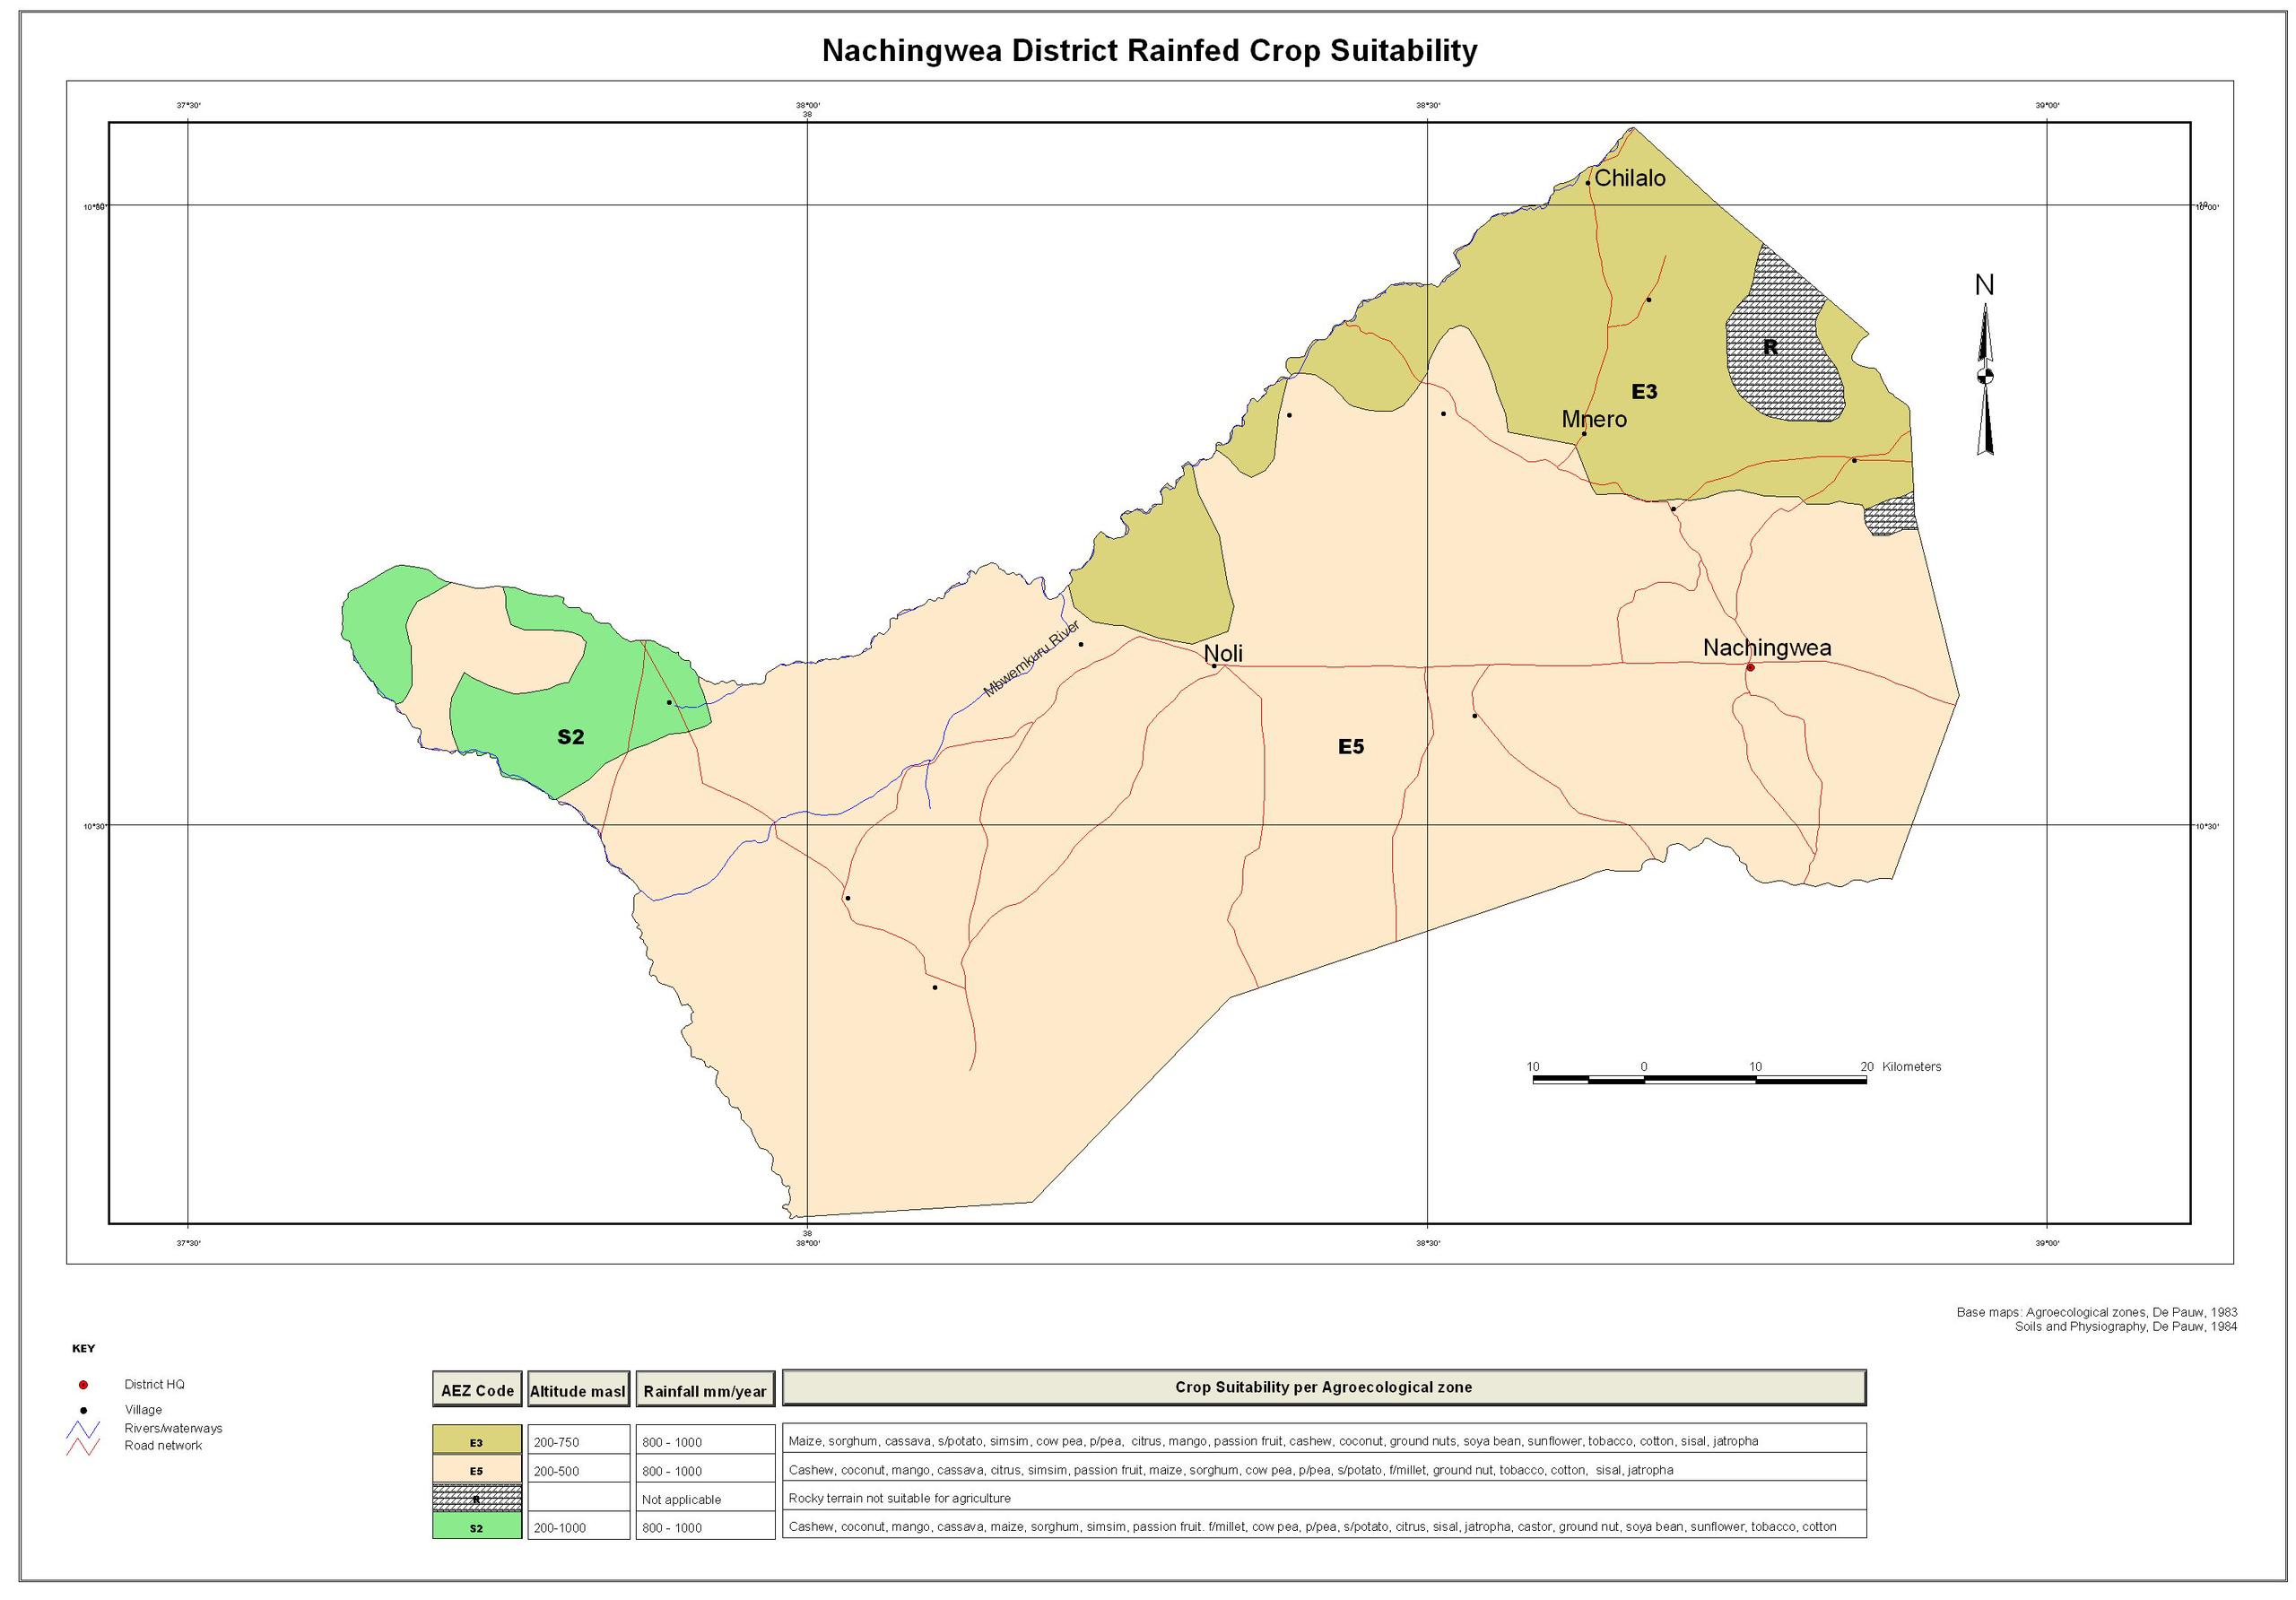 Nachingwea District Rainfed Crop Suitability
37°30' 38°00' 38°30' 39°00'
38
Chilalo
10°00'
N
R
E3
Mnero
Mbwemkuru River
Noli
Nachingwea
S2
E5
10°30' 10°30'
10 0 10 20 Kilometers
38
37°30' 38°00' 38°30' 39°00'
Base maps: Agroecological zones, De Pauw, 1983
Soils and Physiography, De Pauw, 1984
KEY
District HQ
Village
Rivers/waterways
Road network
AEZ Code Altitude masl Rainfall mm/year Crop Suitability per Agroecological zone
E3 200-750 800 - 1000 Maize, sorghum, cassava, s/potato, simsim, cow pea, p/pea, citrus, mango, passion fruit, cashew, coconut, ground nuts, soya bean, sunflower, tobacco, cotton, sisal, jatropha
E5 200-500 800 - 1000 Cashew, coconut, mango, cassava, citrus, simsim, passion fruit, maize, sorghum, cow pea, p/pea, s/potato, f/millet, ground nut, tobacco, cotton, sisal, jatropha
R Not applicable Rocky terrain not suitable for agriculture
S2 200-1000 800 - 1000 Cashew, coconut, mango, cassava, maize, sorghum, simsim, passion fruit. f/millet, cow pea, p/pea, s/potato, citrus, sisal, jatropha, castor, ground nut, soya bean, sunflower, tobacco, cotton